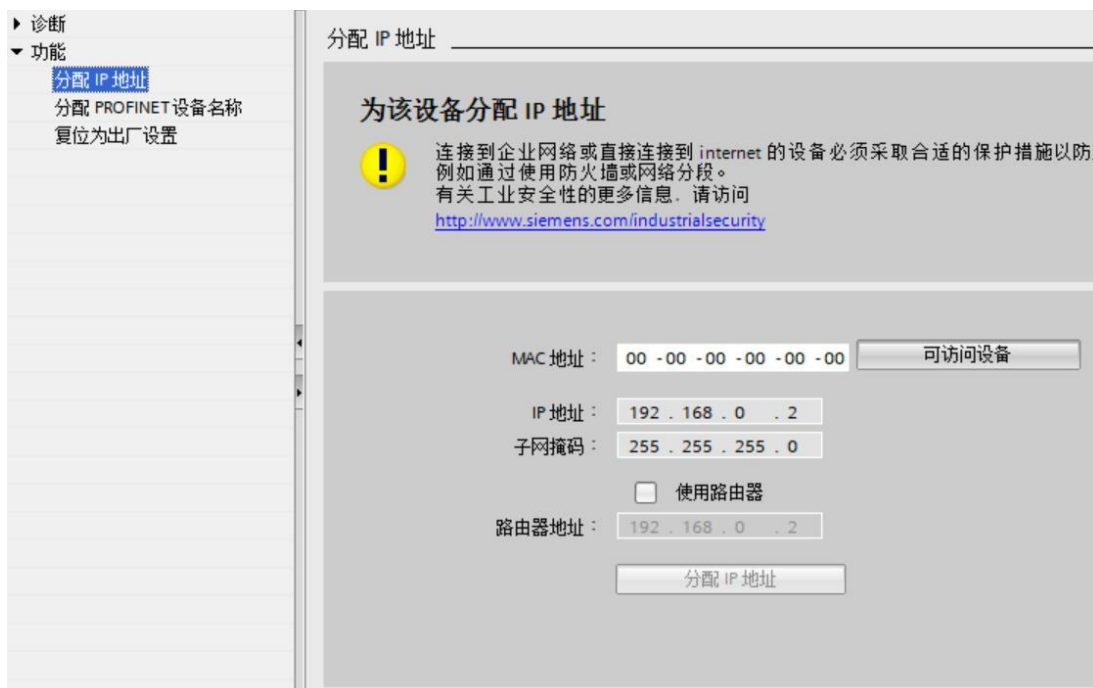 诊断
功能
分配 IP 地址
分配 PROFINET 设备名称
复位为出厂设置
分配 IP 地址
为该设备分配 IP 地址
连接到企业网络或直接连接到 internet 的设备必须采取合适的保护措施以防
例如通过使用防火墙或网络分段。
有关工业安全性的更多信息. 请访问
http://www.siemens.com/industrialsecurity
MAC 地址： 00 -00 -00 -00 -00 -00 可访问设备
IP 地址： 192 . 168 . 0 . 2
子网掩码： 255 . 255 . 255 . 0
使用路由器
路由器地址： 192 . 168 . 0 . 2
分配 IP 地址